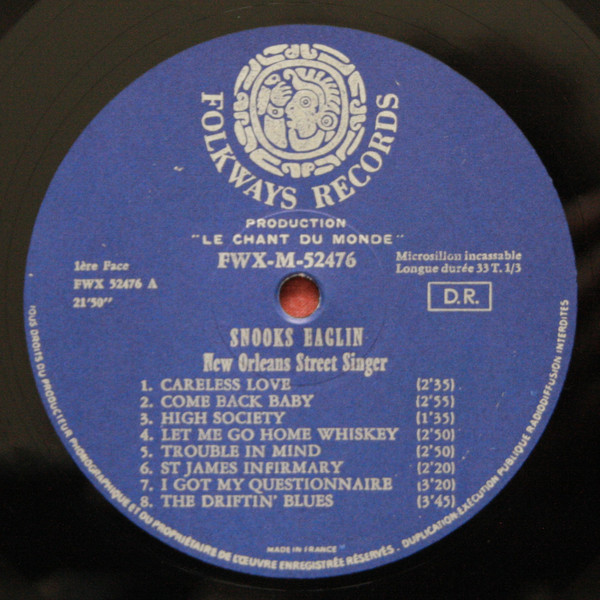 FOLKWAYS RECORDS
PRODUCTION
"LE CHANT DU MONDE"
FWX-M-52476
1ère Face
FWX 52476 A
21'50"
Microsillon incassable
Longue durée 33 T. 1/3
D.R.
SNOOKS EAGLIN
New Orleans Street Singer
1. CARELESS LOVE (2'35)
2. COME BACK BABY (2'55)
3. HIGH SOCIETY (1'35)
4. LET ME GO HOME WHISKEY (2'50)
5. TROUBLE IN MIND (2'50)
6. ST JAMES INFIRMARY (2'20)
7. I GOT MY QUESTIONNAIRE (3'20)
8. THE DRIFTIN' BLUES (3'45)
MADE IN FRANCE
TOUS DROITS DU PRODUCTEUR PHONOGRAPHIQUE ET DU PROPRIÉTAIRE DE L'ŒUVRE ENREGISTRÉE RÉSERVÉS. DUPLICATION-EXÉCUTION PUBLIQUE RADIODIFFUSION INTERDITES